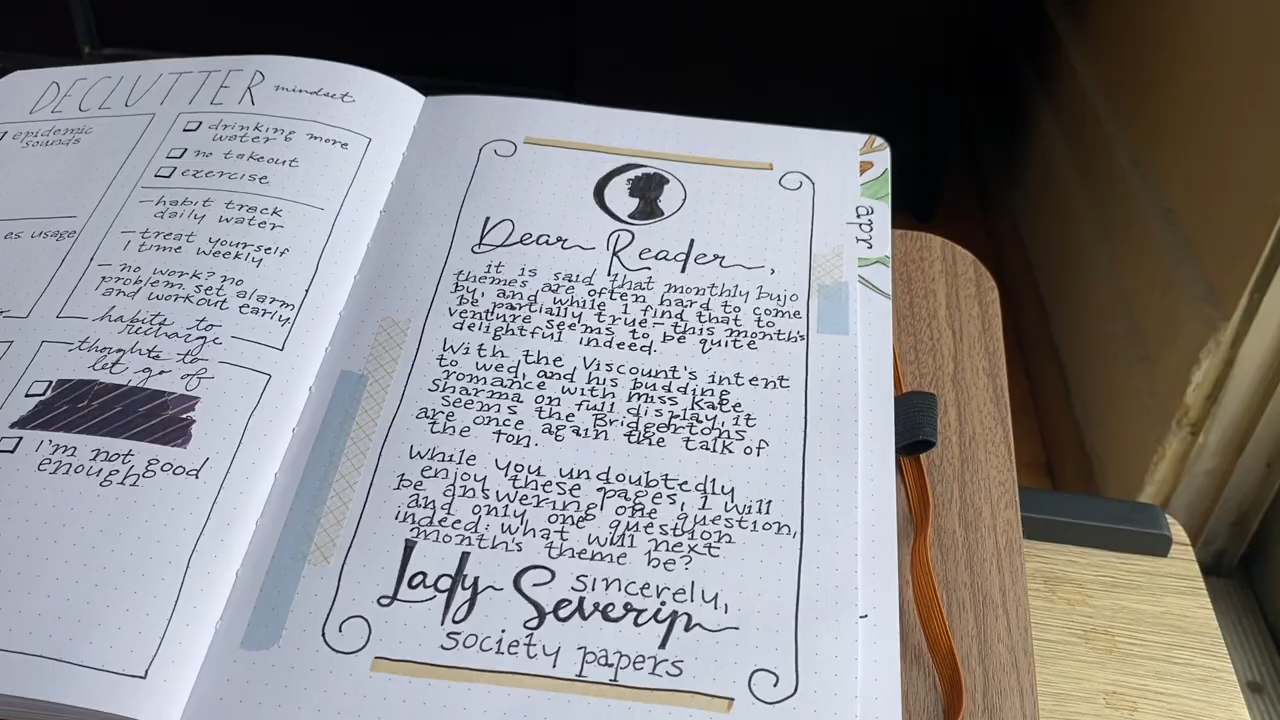 DECLUTTER mindset
epidemic
sounds
es usage
drinking more
water
no takeout
exercise
- habit track
daily water
- treat yourself
1 time weekly
- no work? no
problem. set alarm
and workout early.
habits to
recharge
thoughts to
let go of
I'm not good
enough
Dear Reader,
it is said that monthly bujo
themes are often hard to come
by, and while I find that to
be partially true - this month's
venture seems to be quite
delightful indeed.
With the Viscount's intent
to wed, and his budding
romance with Miss Kate
Sharma on full display, it
seems the Bridgertons
are once again the talk of
the ton.
While you undoubtedly
enjoy these pages, I will
be answering one question,
and only one question
indeed: what will next
month's theme be?
sincerely,
Lady Severin
society papers
apr